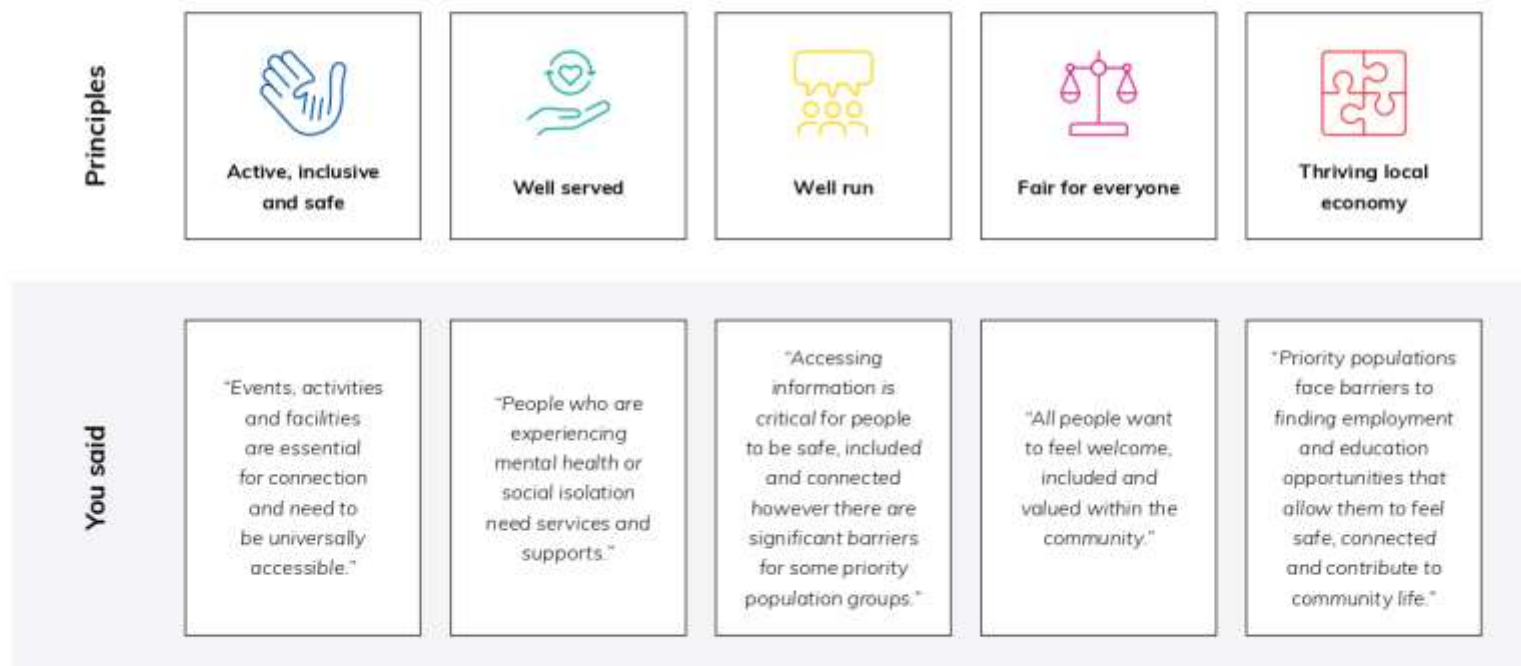 Principles
Active, inclusive
and safe
Well served
Well run
Fair for everyone
Thriving local
economy
You said
“Events, activities
and facilities
are essential
for connection
and need to
be universally
accessible.”
“People who are
experiencing
mental health or
social isolation
need services and
supports.”
“Accessing
information is
critical for people
to be safe, included
and connected
however there are
significant barriers
for some priority
population groups.”
“All people want
to feel welcome,
included and
valued within the
community.”
“Priority populations
face barriers to
finding employment
and education
opportunities that
allow them to feel
safe, connected
and contribute to
community life.”